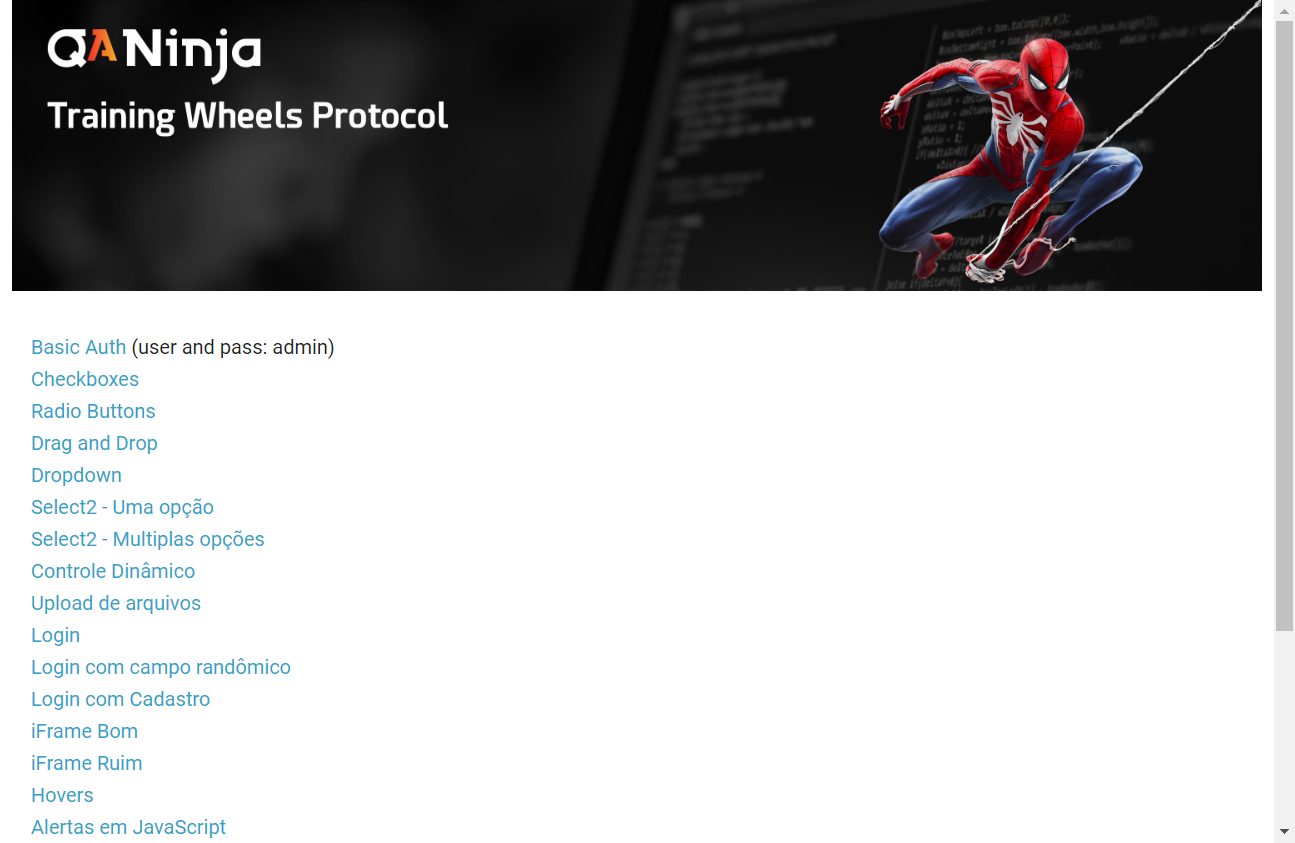 QANinja
Training Wheels Protocol
Basic Auth (user and pass: admin)
Checkboxes
Radio Buttons
Drag and Drop
Dropdown
Select2 - Uma opção
Select2 - Multiplas opções
Controle Dinâmico
Upload de arquivos
Login
Login com campo randômico
Login com Cadastro
iFrame Bom
iFrame Ruim
Hovers
Alertas em JavaScript